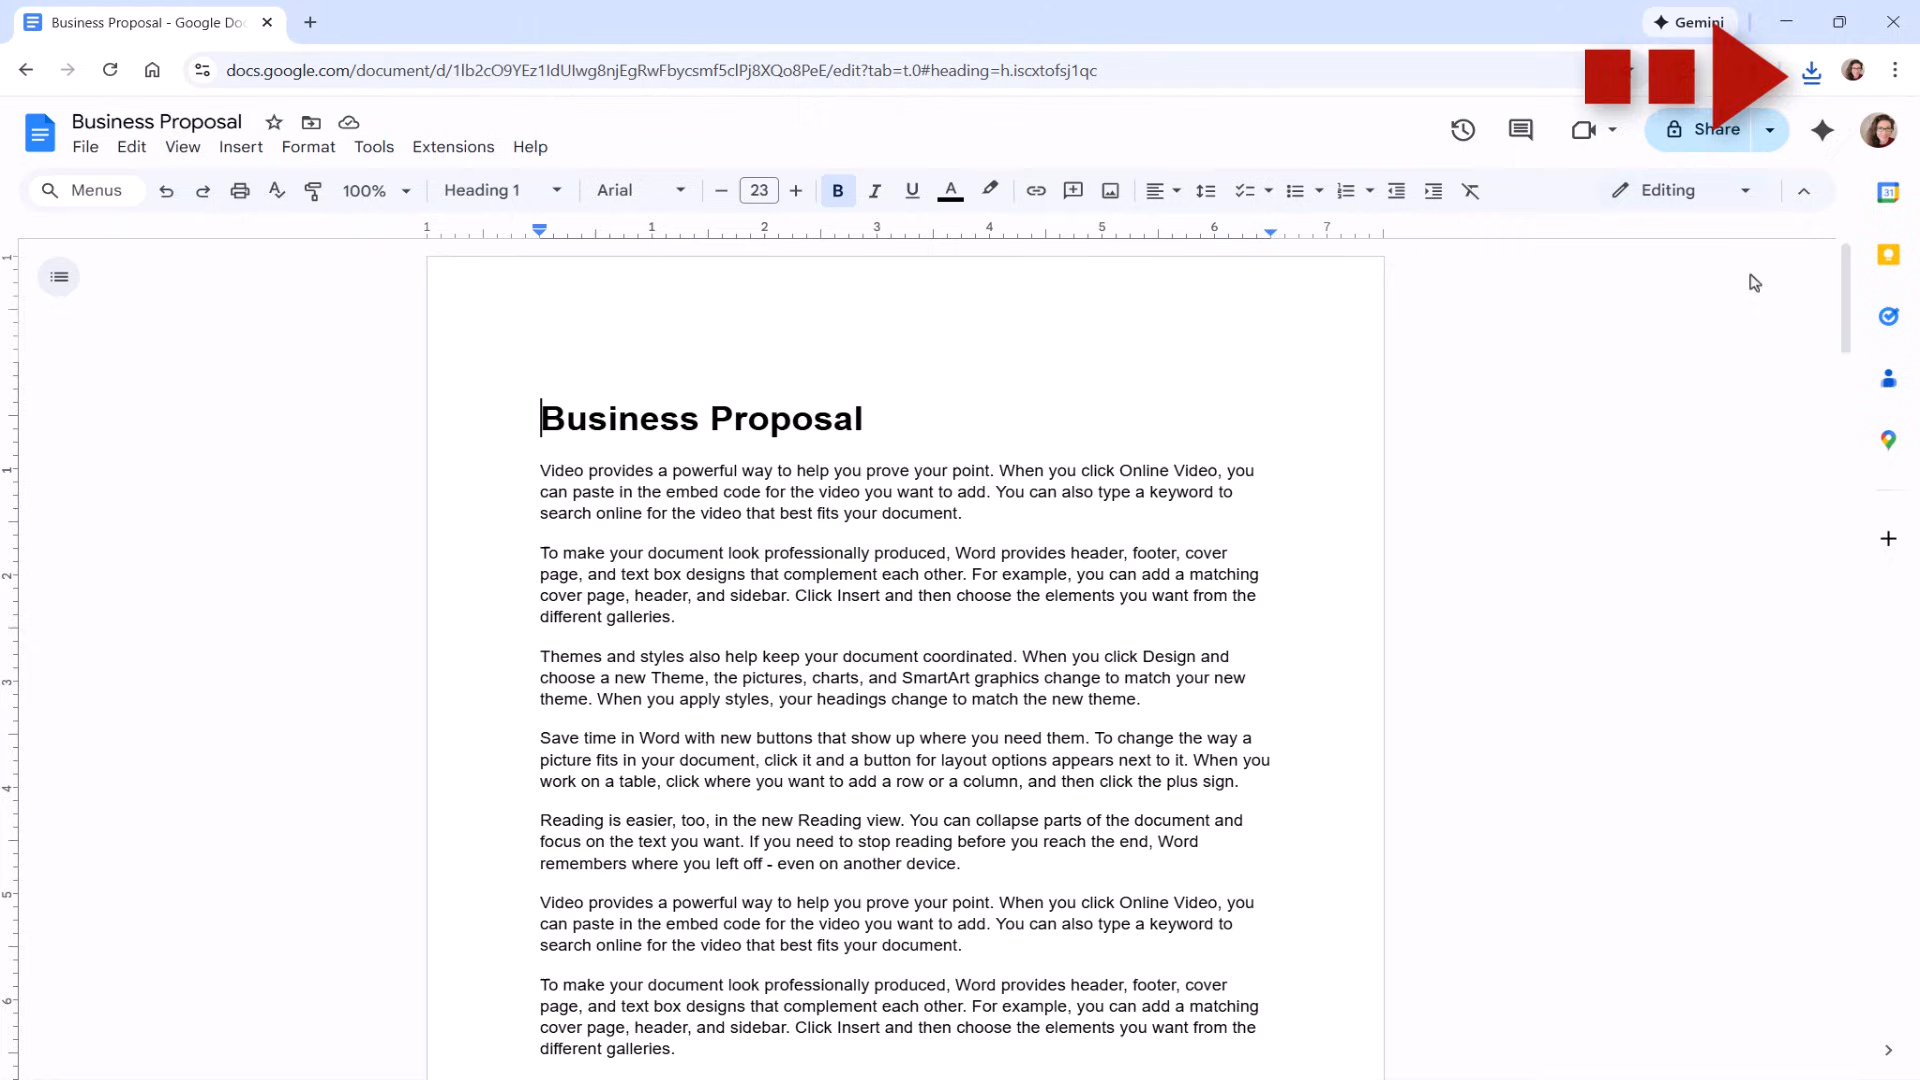 Business Proposal - Google Doc
Gemini
docs.google.com/document/d/1lb2cO9YEz1IdUIwg8njEgRwFbycsmf5clPj8XQo8PeE/edit?tab=t.0#heading=h.iscxtofsj1qc
Business Proposal
File Edit View Insert Format Tools Extensions Help
Share
Menus 100% Heading 1 Arial 23 B I U A Editing
1 1 2 3 4 5 6 7
31
Business Proposal
Video provides a powerful way to help you prove your point. When you click Online Video, you
can paste in the embed code for the video you want to add. You can also type a keyword to
search online for the video that best fits your document.
To make your document look professionally produced, Word provides header, footer, cover
page, and text box designs that complement each other. For example, you can add a matching
cover page, header, and sidebar. Click Insert and then choose the elements you want from the
different galleries.
Themes and styles also help keep your document coordinated. When you click Design and
choose a new Theme, the pictures, charts, and SmartArt graphics change to match your new
theme. When you apply styles, your headings change to match the new theme.
Save time in Word with new buttons that show up where you need them. To change the way a
picture fits in your document, click it and a button for layout options appears next to it. When you
work on a table, click where you want to add a row or a column, and then click the plus sign.
Reading is easier, too, in the new Reading view. You can collapse parts of the document and
focus on the text you want. If you need to stop reading before you reach the end, Word
remembers where you left off - even on another device.
Video provides a powerful way to help you prove your point. When you click Online Video, you
can paste in the embed code for the video you want to add. You can also type a keyword to
search online for the video that best fits your document.
To make your document look professionally produced, Word provides header, footer, cover
page, and text box designs that complement each other. For example, you can add a matching
cover page, header, and sidebar. Click Insert and then choose the elements you want from the
different galleries.
1
1
2
3
4
5
6